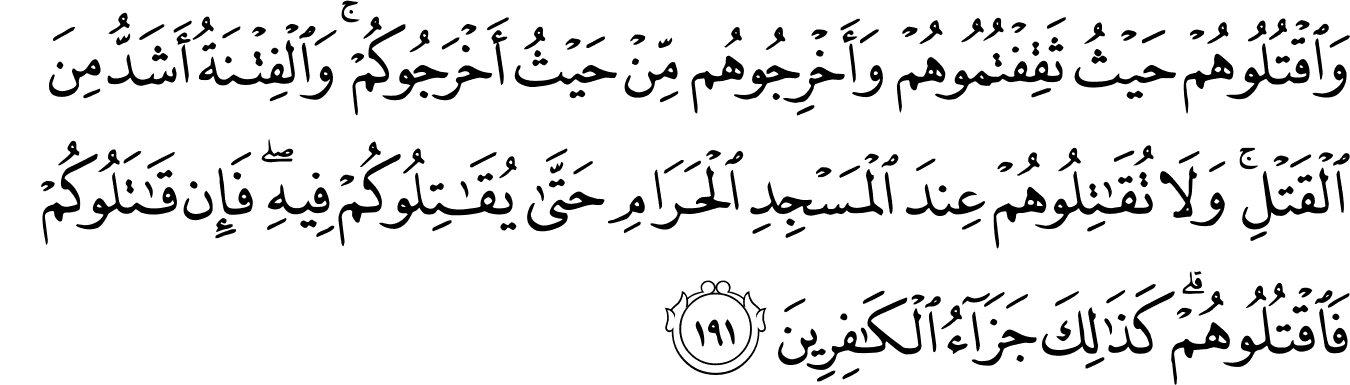 وَٱقۡتُلُوهُمۡ حَيۡثُ ثَقِفۡتُمُوهُمۡ وَأَخۡرِجُوهُم مِّنۡ حَيۡثُ أَخۡرَجُوكُمۡۚ وَٱلۡفِتۡنَةُ أَشَدُّ مِنَ
ٱلۡقَتۡلِۚ وَلَا تُقَٰتِلُوهُمۡ عِندَ ٱلۡمَسۡجِدِ ٱلۡحَرَامِ حَتَّىٰ يُقَٰتِلُوكُمۡ فِيهِۖ فَإِن قَٰتَلُوكُمۡ
فَٱقۡتُلُوهُمۡۗ كَذَٰلِكَ جَزَآءُ ٱلۡكَٰفِرِينَ ١٩١